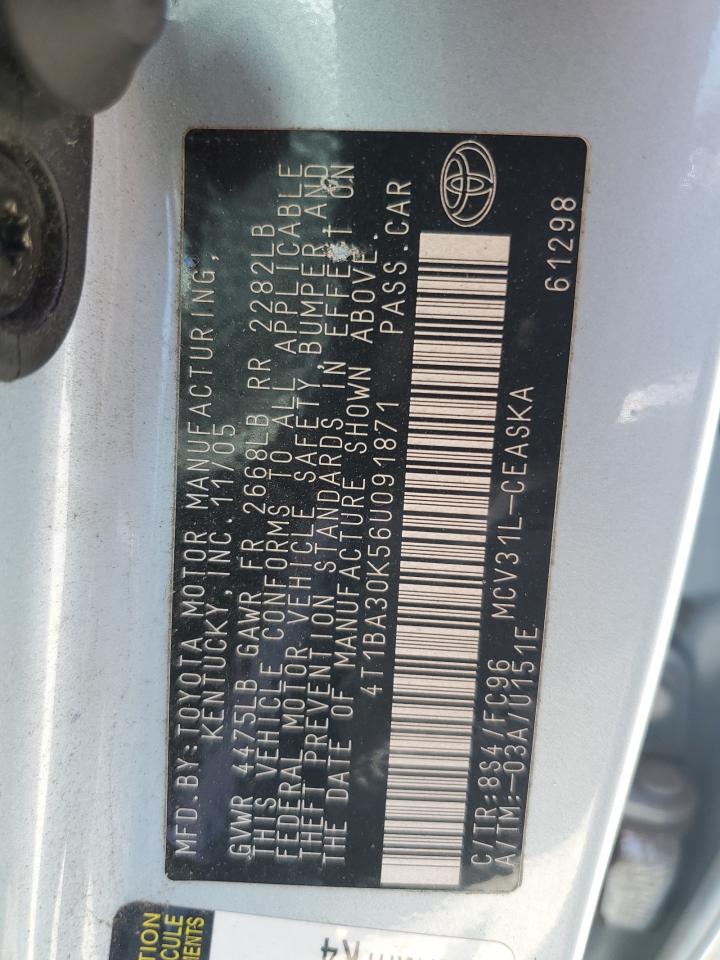 MFD.BY:TOYOTA MOTOR MANUFACTURING,
KENTUCKY,INC.11/05
GVWR 4475LB GAWR FR 2668LB RR 2282LB
THIS VEHICLE CONFORMS TO ALL APPLICABLE
FEDERAL MOTOR VEHICLE SAFETY, BUMPER AND
THEFT PREVENTION STANDARDS IN EFFECT ON
THE DATE OF MANUFACTURE SHOWN ABOVE.
4T1BA30K56U091871 PASS.CAR
C/TR:8S4/FC96 MCV31L-CEASKA
A/TM:-03A/U151E
61298